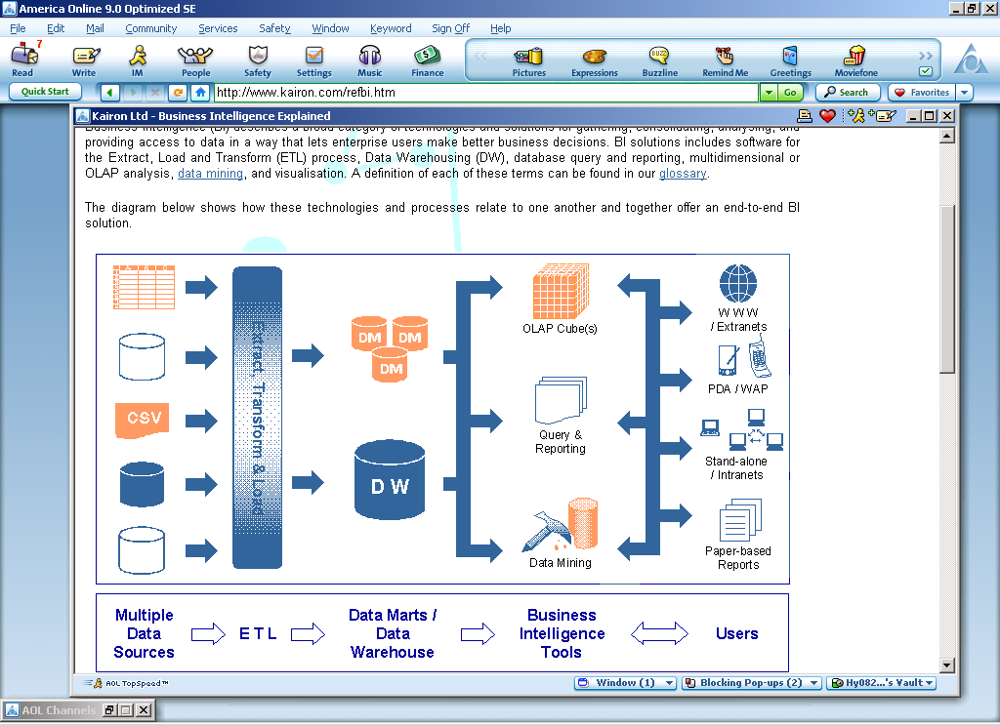 America Online 9.0 Optimized SE
File Edit Mail Community Services Safety Window Keyword Sign Off Help
7
BUZZ
Read Write IM People Safety Settings Music Finance Pictures Expressions Buzzline Remind Me Greetings Moviefone
Quick Start http://www.kairon.com/refbi.htm Go Search Favorites
Kairon Ltd - Business Intelligence Explained
Business Intelligence (BI) describes a broad category of technologies and solutions for gathering, consolidating, analysing, and
providing access to data in a way that lets enterprise users make better business decisions. BI solutions includes software for
the Extract, Load and Transform (ETL) process, Data Warehousing (DW), database query and reporting, multidimensional or
OLAP analysis, data mining, and visualisation. A definition of each of these terms can be found in our glossary.
The diagram below shows how these technologies and processes relate to one another and together offer an end-to-end BI
solution.
A B C
CSV
Extract, Transform & Load
DM DM
DM
DW
OLAP Cube(s)
Query &
Reporting
Data Mining
WWW
/ Extranets
PDA / WAP
Stand-alone
/ Intranets
Paper-based
Reports
Multiple
Data
Sources
ETL
Data Marts /
Data
Warehouse
Business
Intelligence
Tools
Users
AOL TopSpeed™ Window (1) Blocking Pop-ups (2) Hy082...'s Vault
AOL Channels